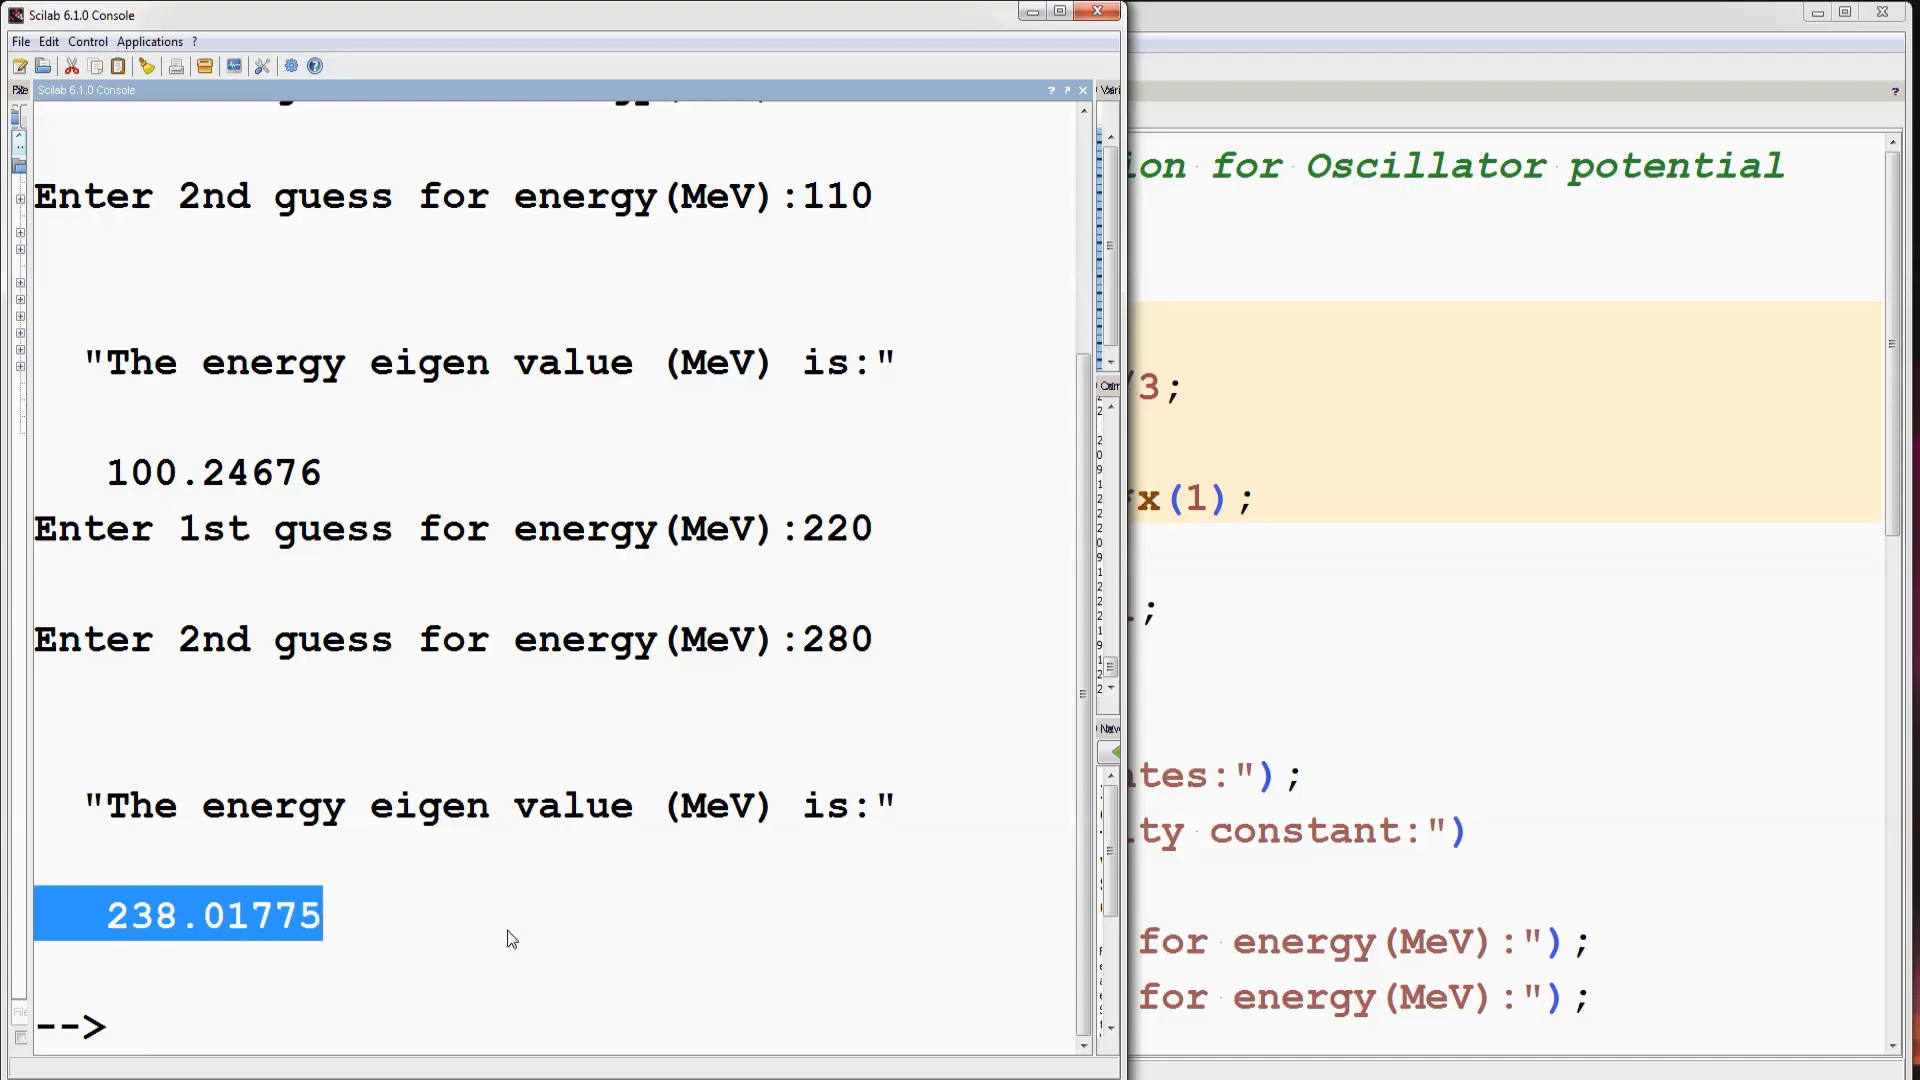 Scilab 6.1.0 Console
File Edit Control Applications ?
Scilab 6.1.0 Console
Enter 2nd guess for energy(MeV):110
"The energy eigen value (MeV) is:"
100.24676
Enter 1st guess for energy(MeV):220
Enter 2nd guess for energy(MeV):280
"The energy eigen value (MeV) is:"
238.01775
-->
ion for Oscillator potential
/3;
*x(1);
;
ates:");
ity constant:")
for energy(MeV):");
for energy(MeV):");